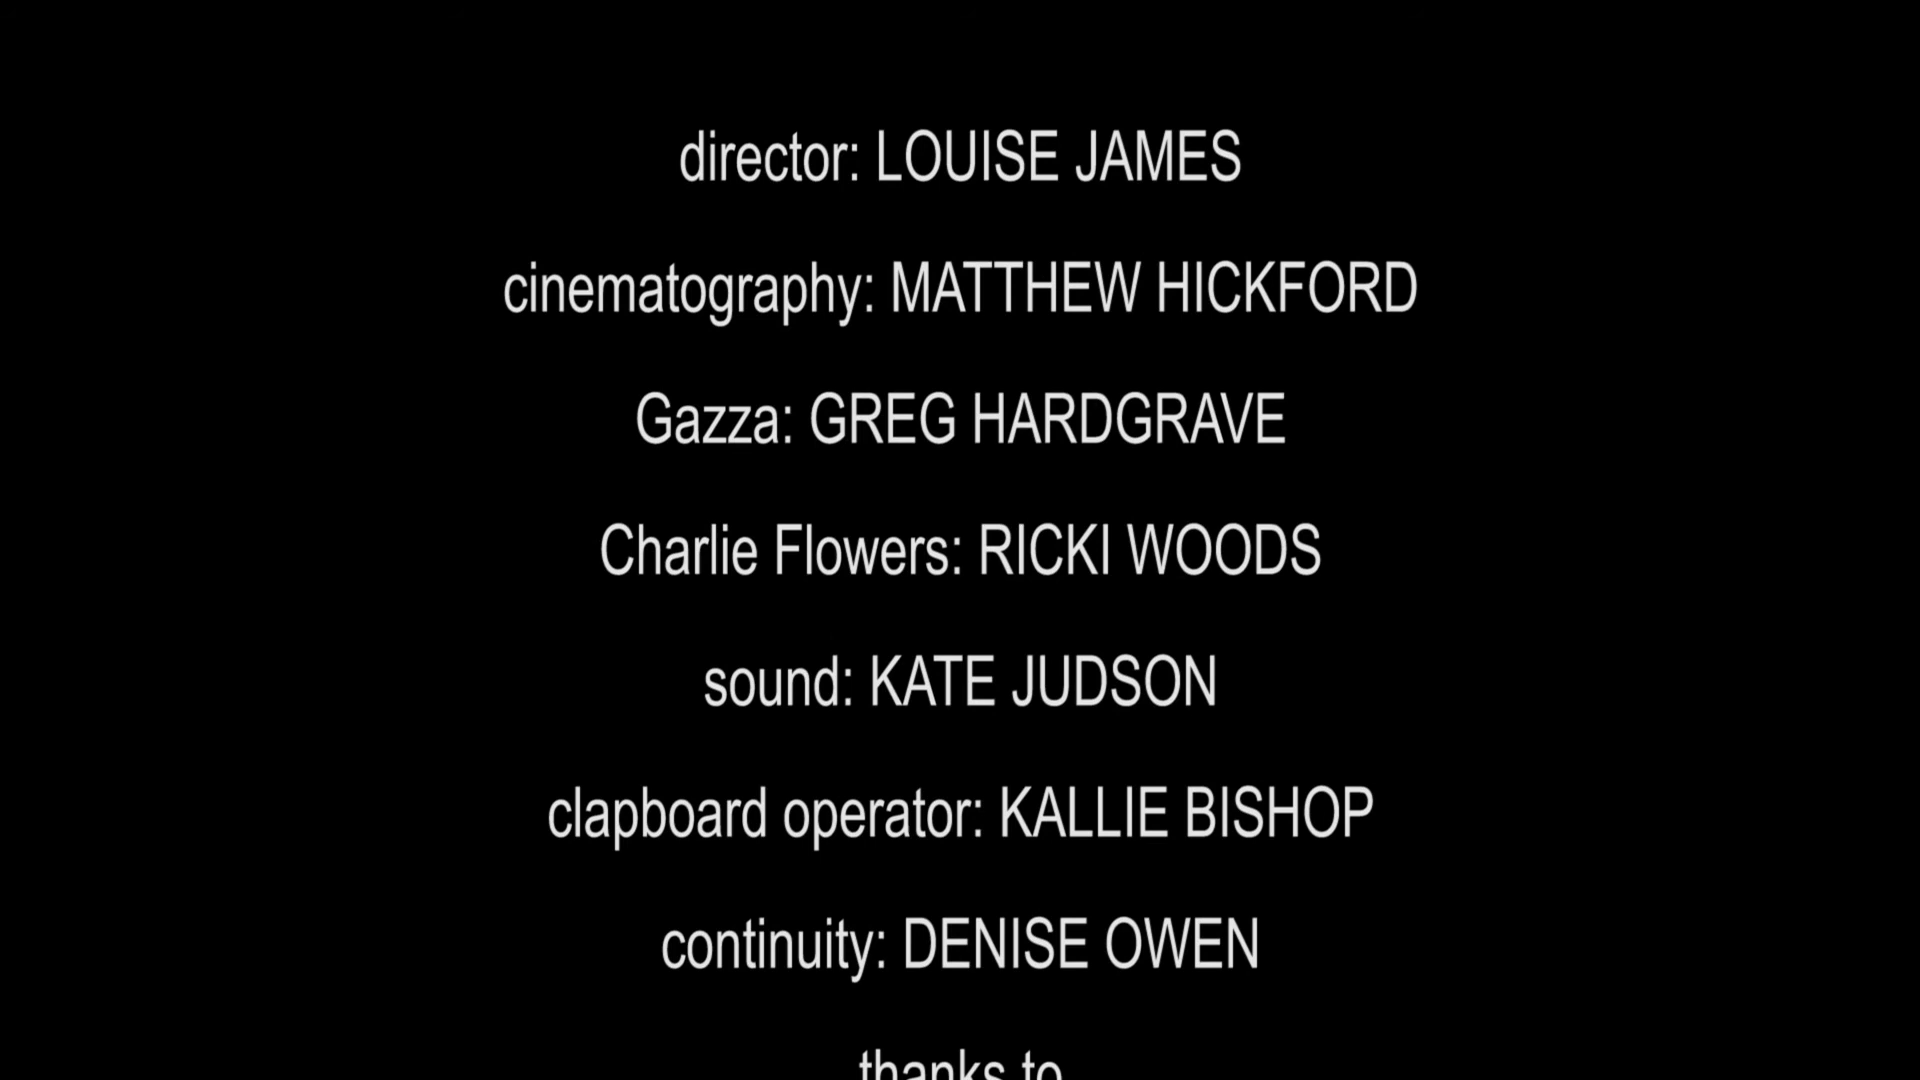 director: LOUISE JAMES
cinematography: MATTHEW HICKFORD
Gazza: GREG HARDGRAVE
Charlie Flowers: RICKI WOODS
sound: KATE JUDSON
clapboard operator: KALLIE BISHOP
continuity: DENISE OWEN
thanks to